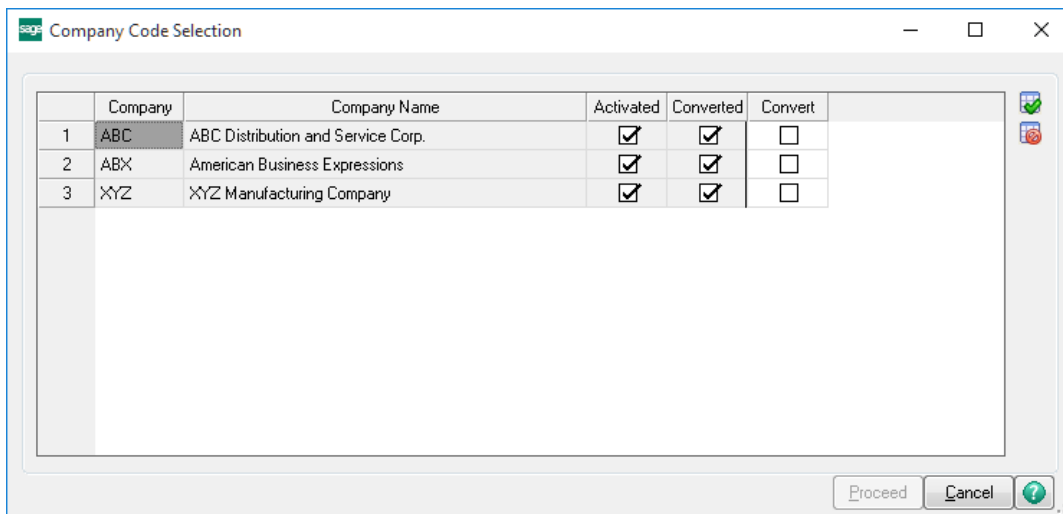 sage Company Code Selection
Company Company Name Activated Converted Convert
1 ABC ABC Distribution and Service Corp.
2 ABX American Business Expressions
3 XYZ XYZ Manufacturing Company
Proceed Cancel ?